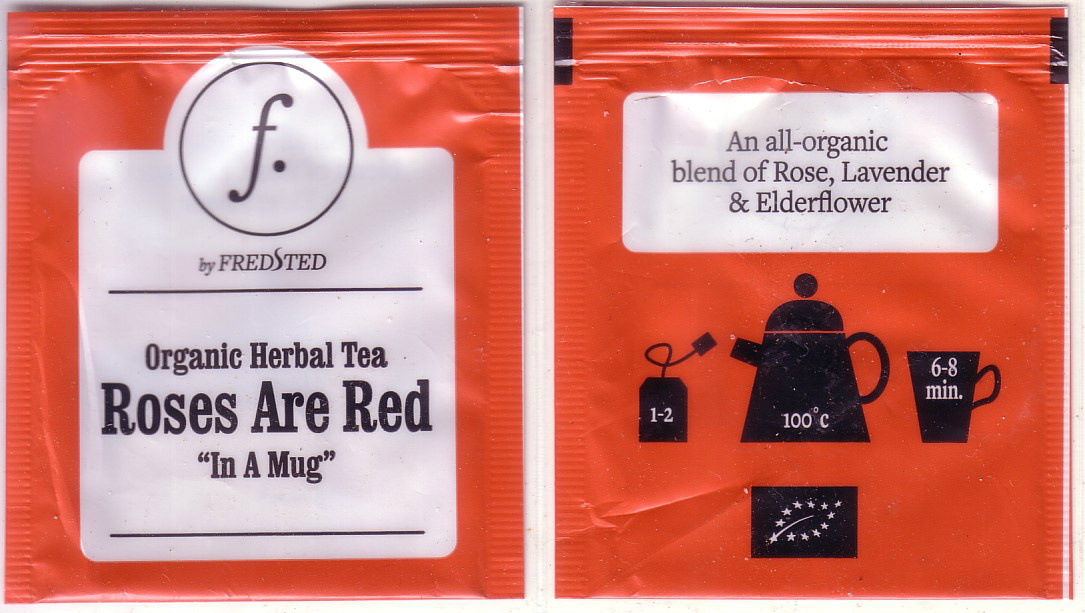 f.
by FREDSTED
Organic Herbal Tea
Roses Are Red
“In A Mug”
An all-organic
blend of Rose, Lavender
& Elderflower
1-2
100°C
6-8
min.